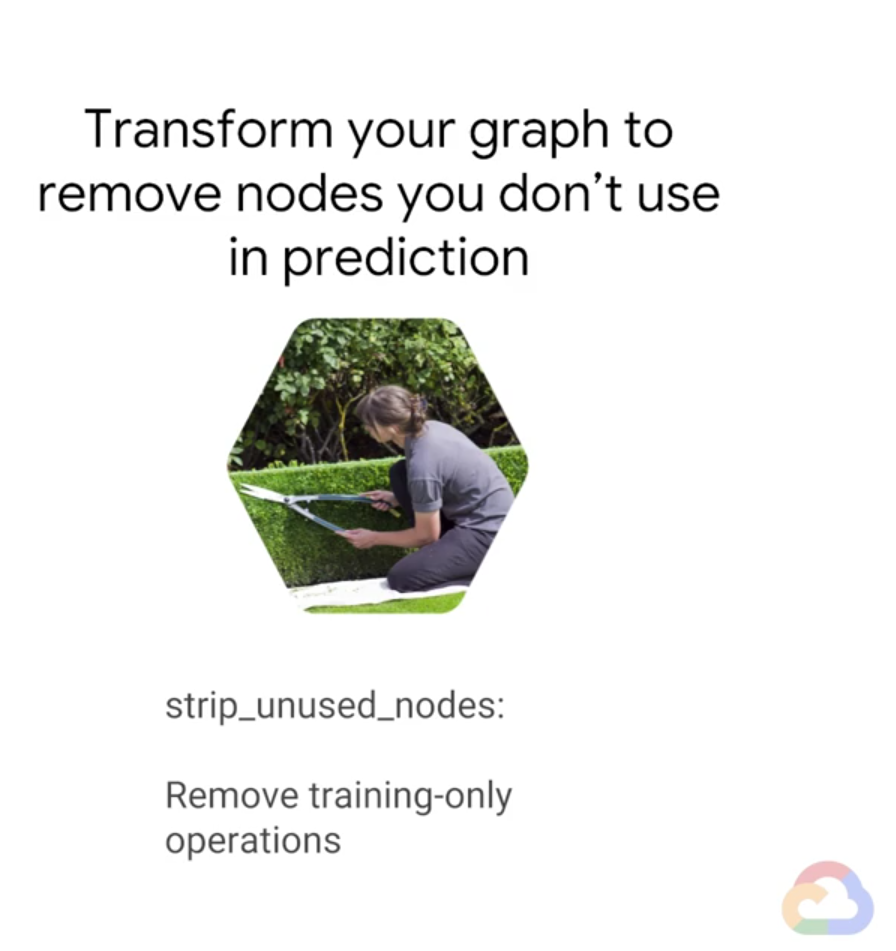 Transform your graph to
remove nodes you don’t use
in prediction
strip_unused_nodes:
Remove training-only
operations